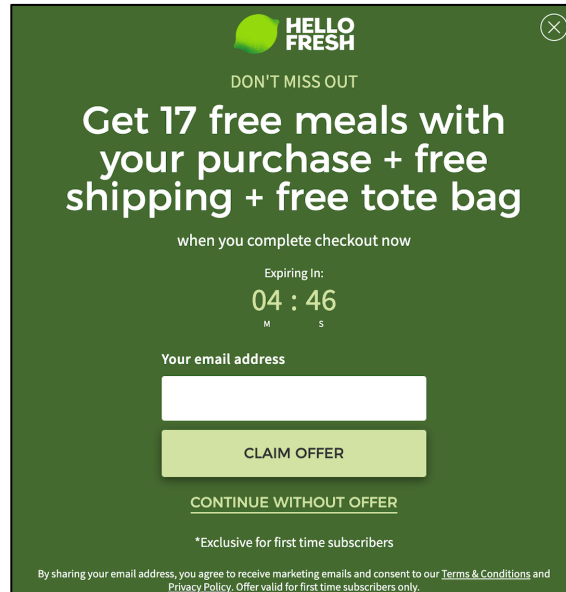 HELLO
FRESH
DON'T MISS OUT
Get 17 free meals with
your purchase + free
shipping + free tote bag
when you complete checkout now
Expiring In:
04 : 46
M S
Your email address
CLAIM OFFER
CONTINUE WITHOUT OFFER
*Exclusive for first time subscribers
By sharing your email address, you agree to receive marketing emails and consent to our Terms & Conditions and
Privacy Policy. Offer valid for first time subscribers only.